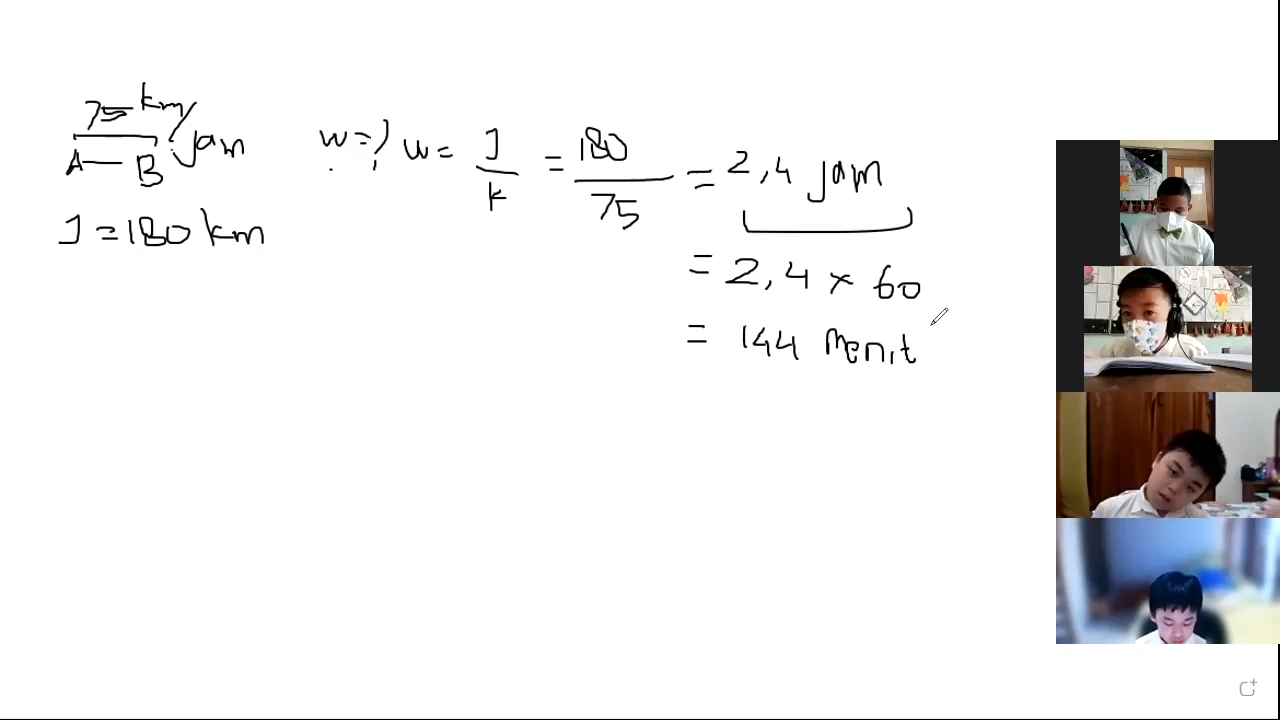 75 km/jam
A — B
J = 180 km
w = ? w = J/k = 180/75 = 2,4 jam
= 2,4 x 60
= 144 menit